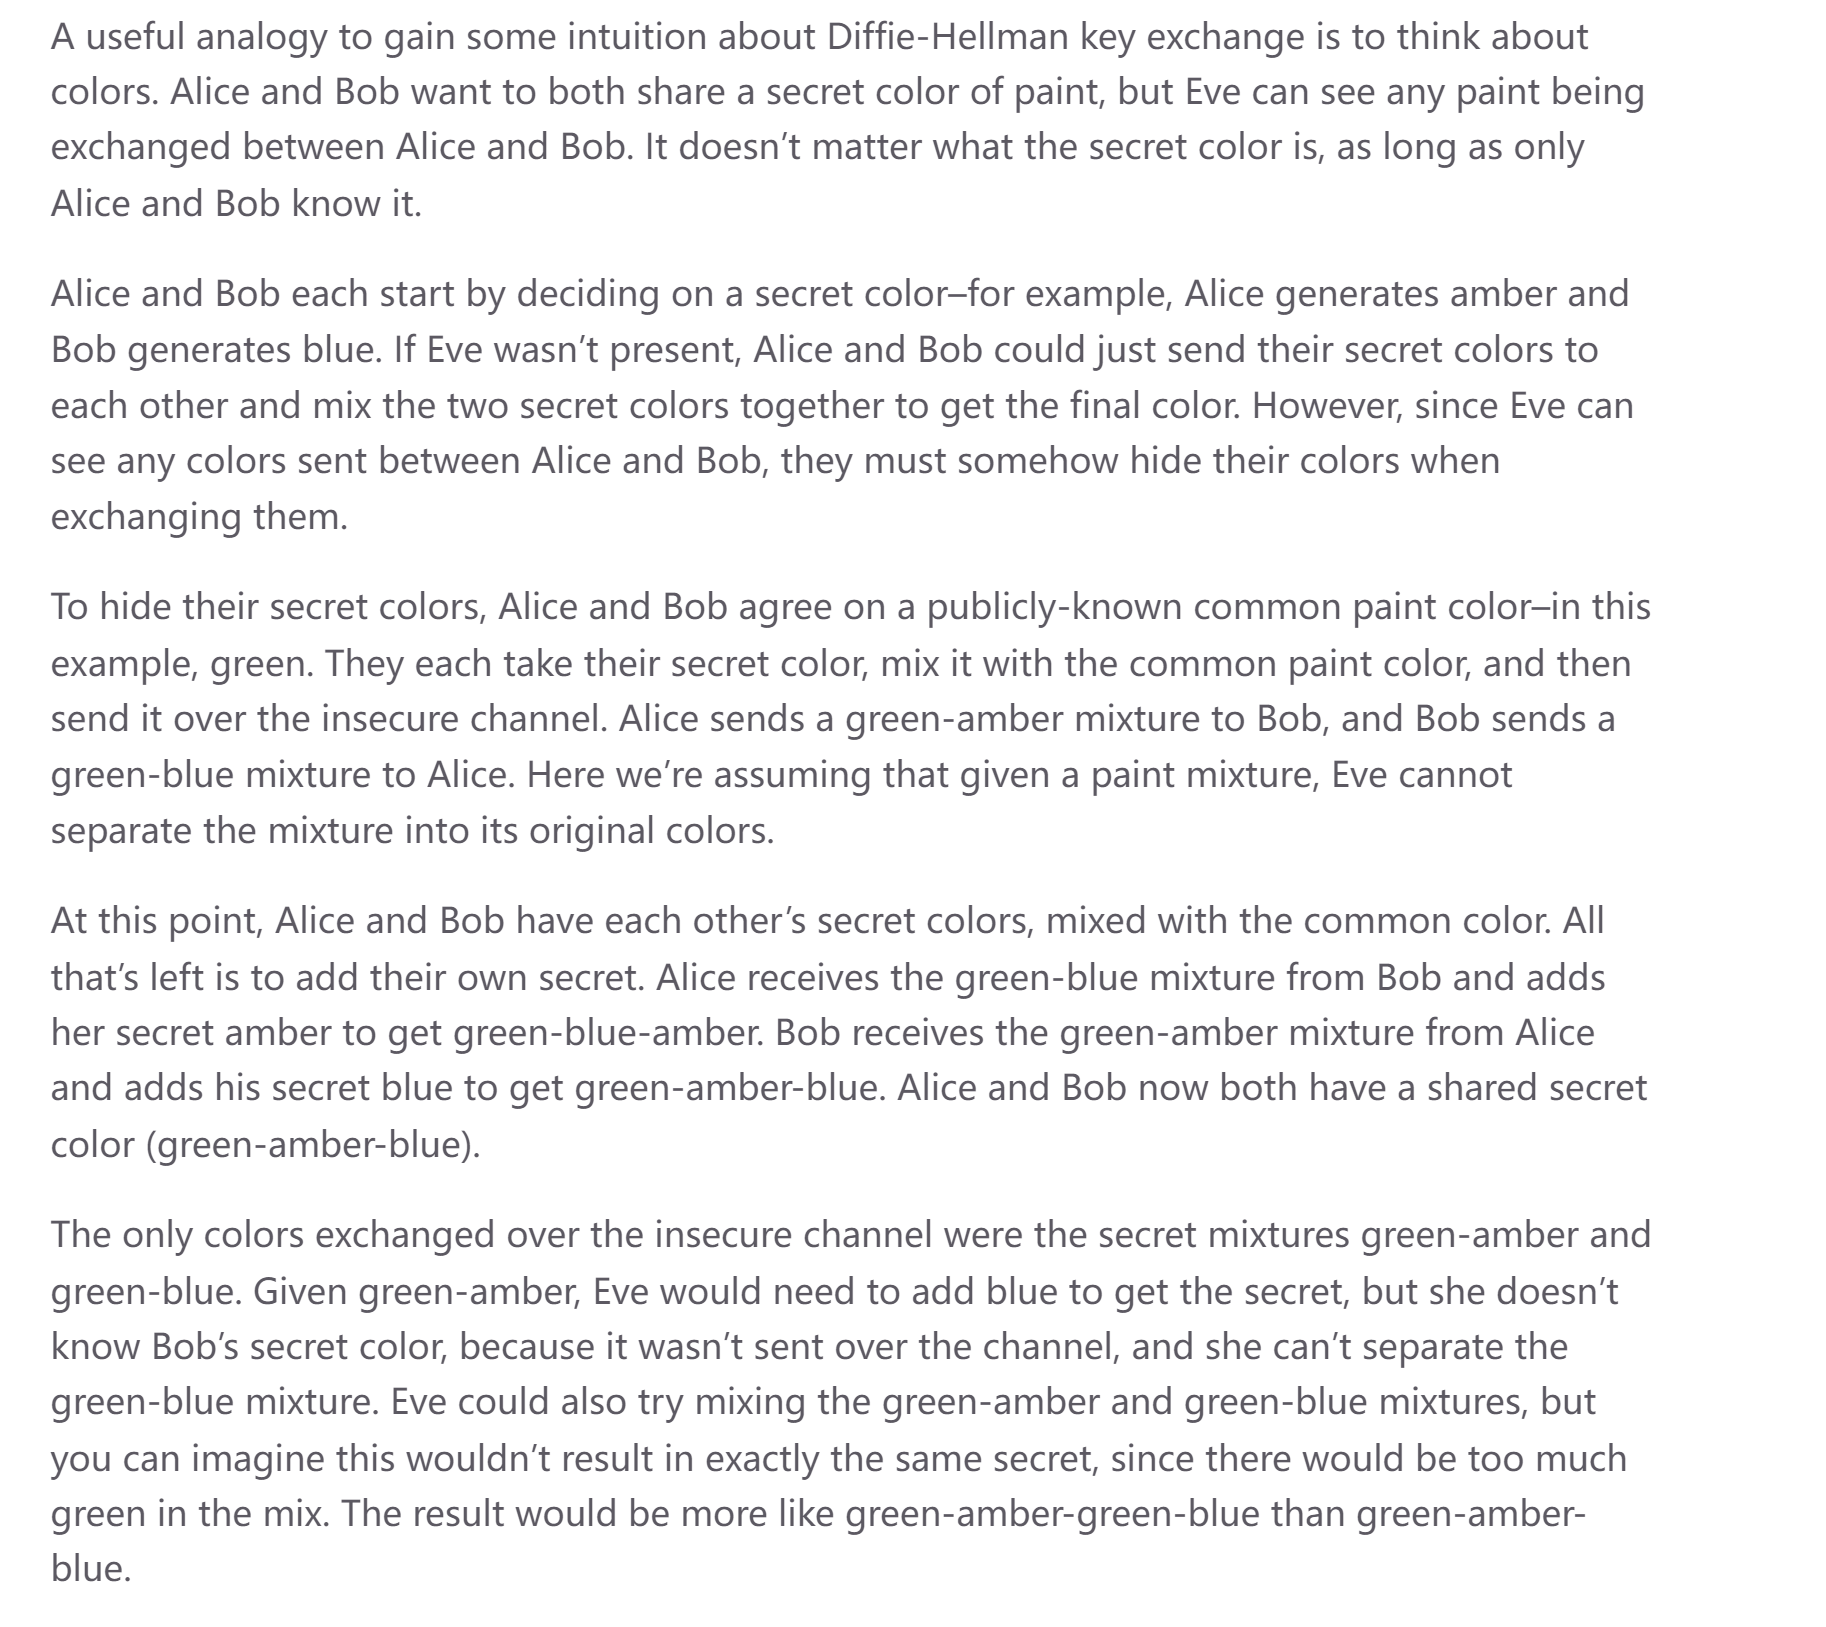 A useful analogy to gain some intuition about Diffie-Hellman key exchange is to think about
colors. Alice and Bob want to both share a secret color of paint, but Eve can see any paint being
exchanged between Alice and Bob. It doesn’t matter what the secret color is, as long as only
Alice and Bob know it.
Alice and Bob each start by deciding on a secret color–for example, Alice generates amber and
Bob generates blue. If Eve wasn’t present, Alice and Bob could just send their secret colors to
each other and mix the two secret colors together to get the final color. However, since Eve can
see any colors sent between Alice and Bob, they must somehow hide their colors when
exchanging them.
To hide their secret colors, Alice and Bob agree on a publicly-known common paint color–in this
example, green. They each take their secret color, mix it with the common paint color, and then
send it over the insecure channel. Alice sends a green-amber mixture to Bob, and Bob sends a
green-blue mixture to Alice. Here we’re assuming that given a paint mixture, Eve cannot
separate the mixture into its original colors.
At this point, Alice and Bob have each other’s secret colors, mixed with the common color. All
that’s left is to add their own secret. Alice receives the green-blue mixture from Bob and adds
her secret amber to get green-blue-amber. Bob receives the green-amber mixture from Alice
and adds his secret blue to get green-amber-blue. Alice and Bob now both have a shared secret
color (green-amber-blue).
The only colors exchanged over the insecure channel were the secret mixtures green-amber and
green-blue. Given green-amber, Eve would need to add blue to get the secret, but she doesn’t
know Bob’s secret color, because it wasn’t sent over the channel, and she can’t separate the
green-blue mixture. Eve could also try mixing the green-amber and green-blue mixtures, but
you can imagine this wouldn’t result in exactly the same secret, since there would be too much
green in the mix. The result would be more like green-amber-green-blue than green-amber-
blue.